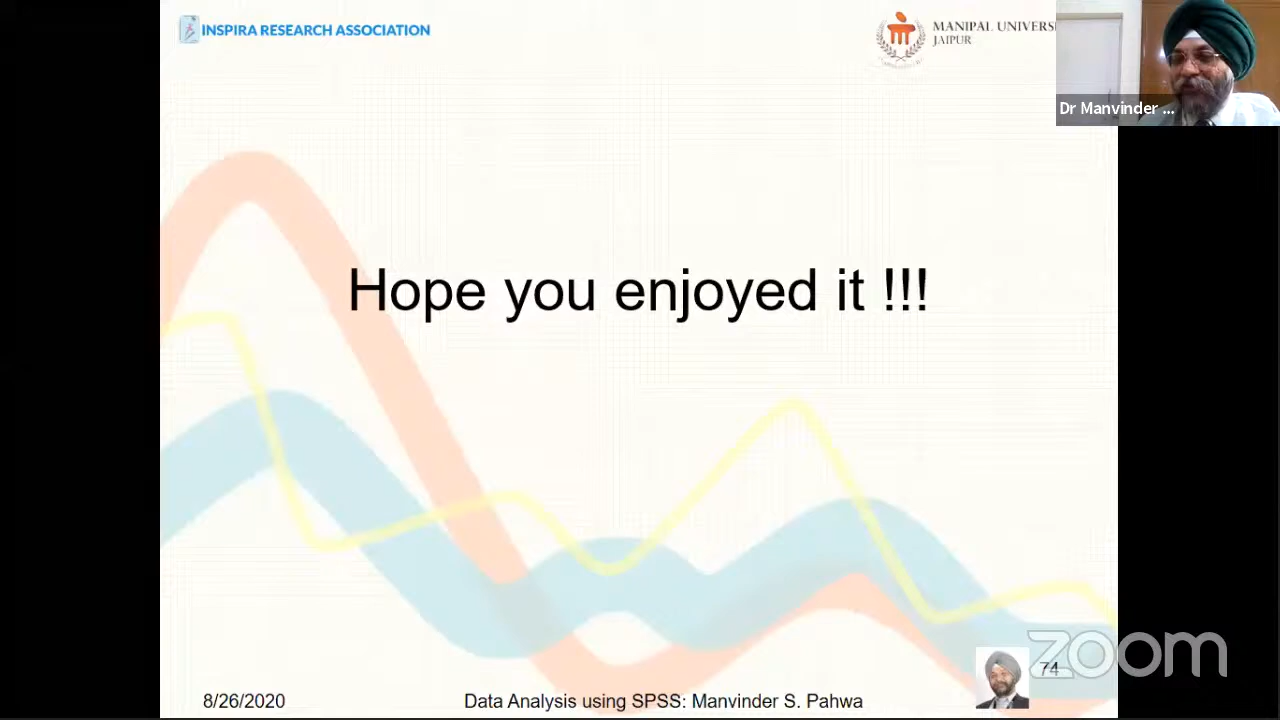 INSPIRA RESEARCH ASSOCIATION
MANIPAL UNIVERS
JAIPUR
Dr Manvinder ...
Hope you enjoyed it !!!
zoom
74
8/26/2020
Data Analysis using SPSS: Manvinder S. Pahwa